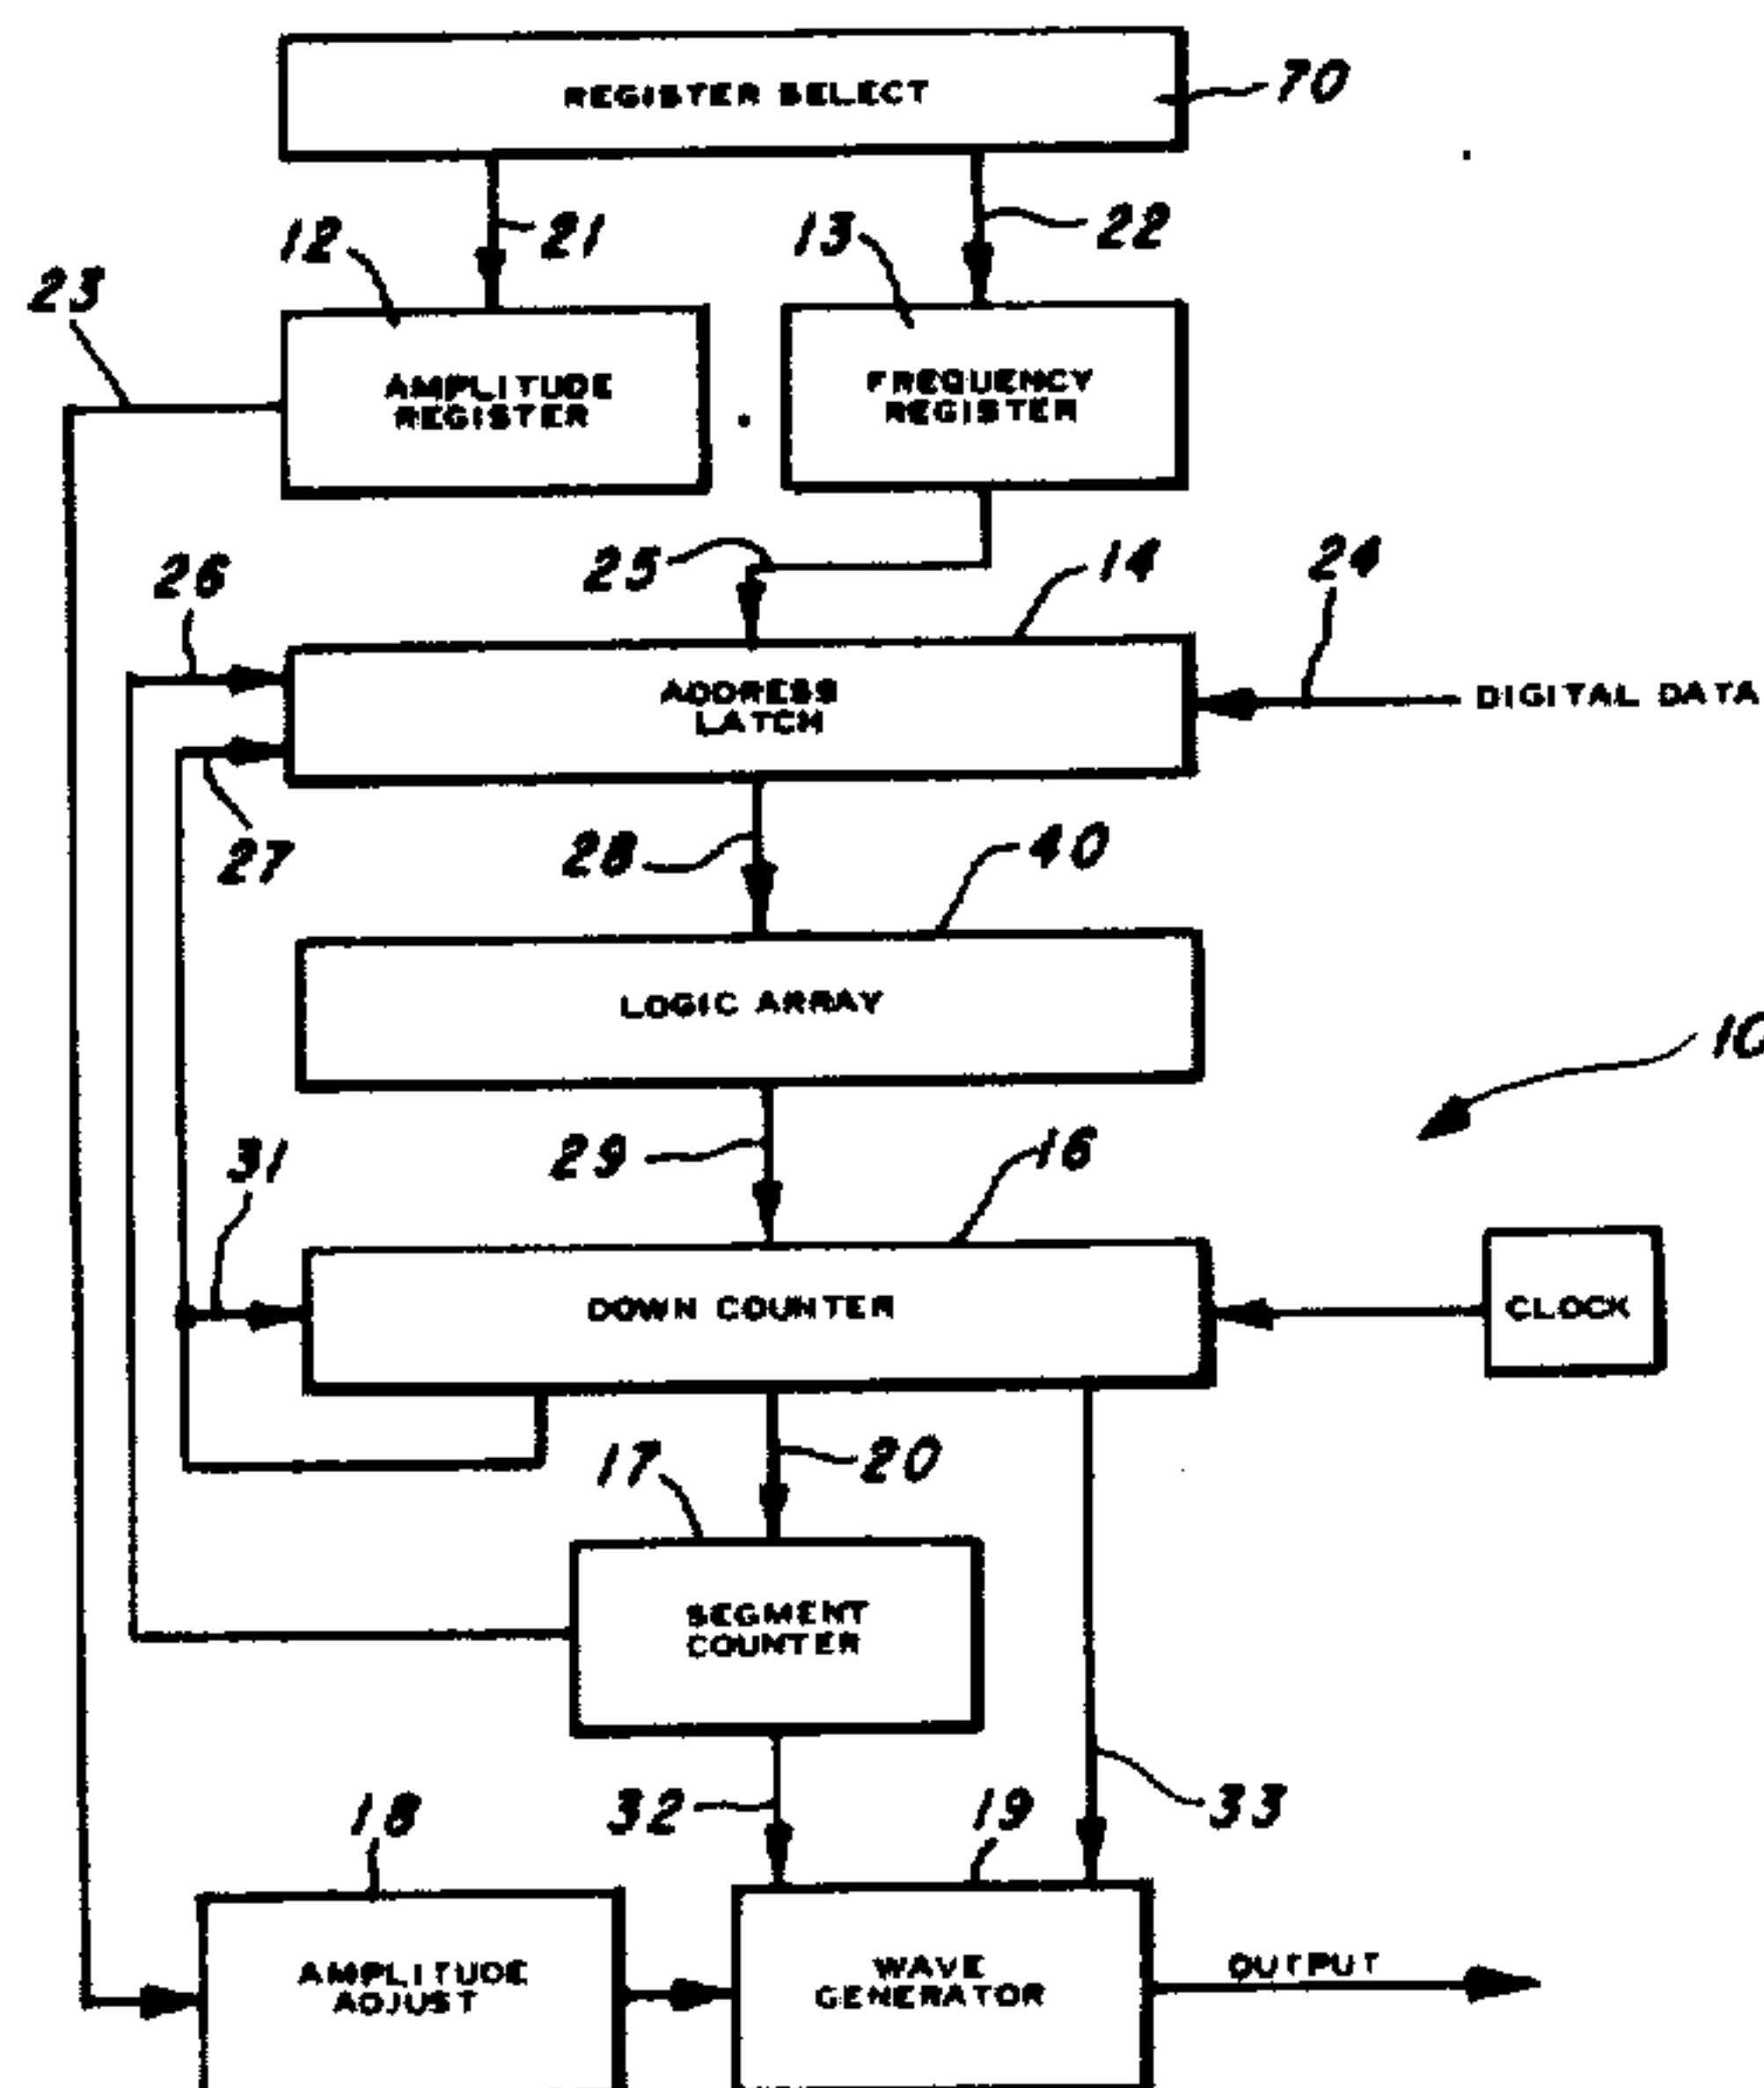 REGISTER SELECT
70
12
21
13
22
23
AMPLITUDE
REGISTER
FREQUENCY
REGISTER
25
14
24
26
ADDRESS
LATCH
DIGITAL DATA
27
28
40
LOGIC ARRAY
10
29
16
31
DOWN COUNTER
CLOCK
17
20
SEGMENT
COUNTER
18
32
19
33
AMPLITUDE
ADJUST
WAVE
GENERATOR
OUTPUT